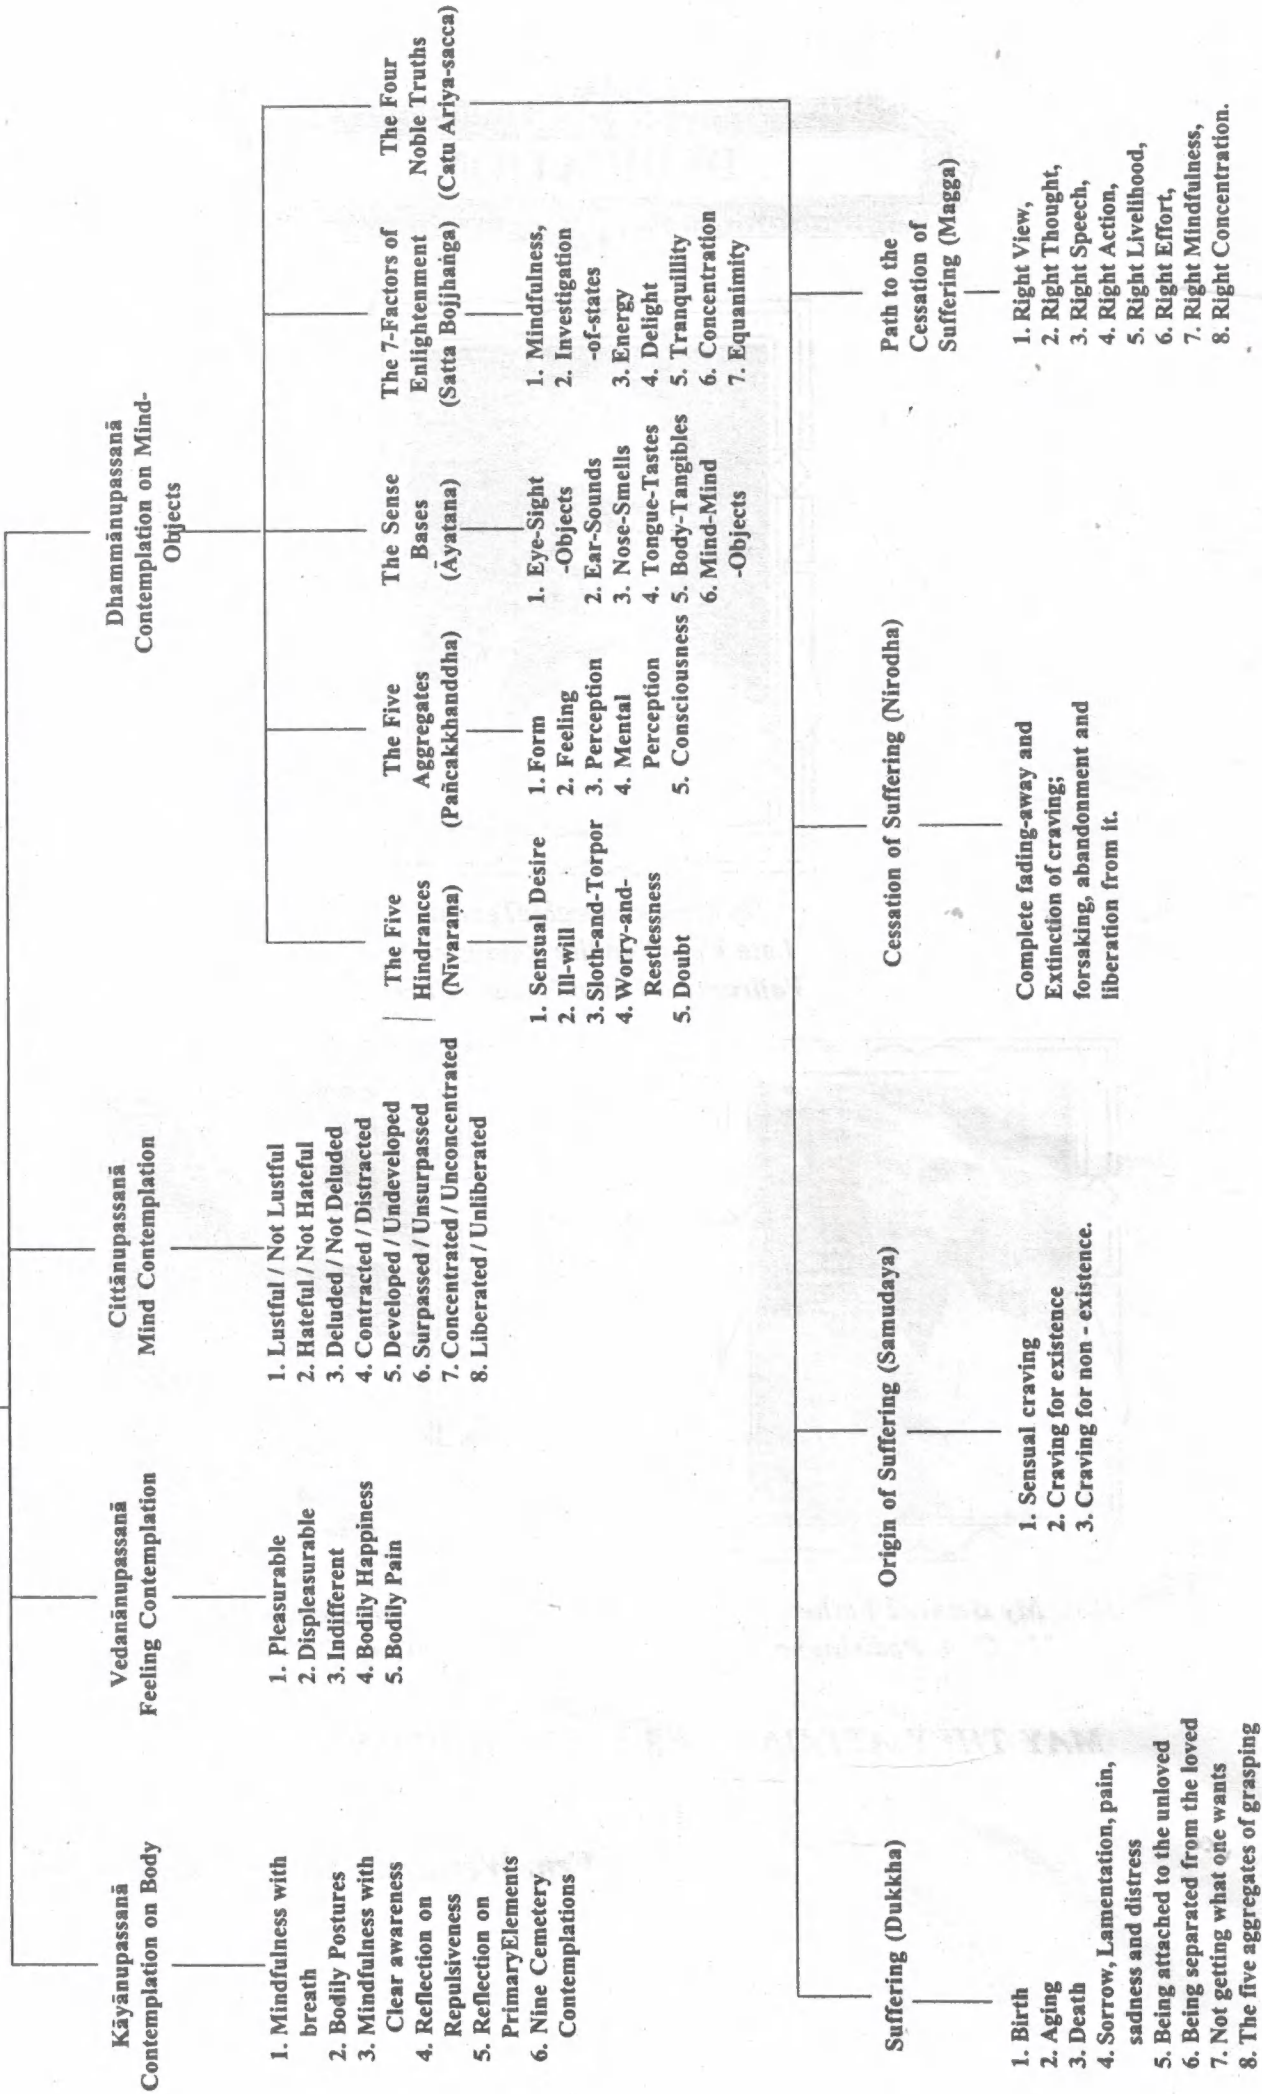 Kāyānupassanā
Contemplation on Body
1. Mindfulness with
breath
2. Bodily Postures
3. Mindfulness with
Clear awareness
4. Reflection on
Repulsiveness
5. Reflection on
PrimaryElements
6. Nine Cemetery
Contemplations
Vedanānupassanā
Feeling Contemplation
1. Pleasurable
2. Displeasurable
3. Indifferent
4. Bodily Happiness
5. Bodily Pain
Cittānupassanā
Mind Contemplation
1. Lustful / Not Lustful
2. Hateful / Not Hateful
3. Deluded / Not Deluded
4. Contracted / Distracted
5. Developed / Undeveloped
6. Surpassed / Unsurpassed
7. Concentrated / Unconcentrated
8. Liberated / Unliberated
Dhammānupassanā
Contemplation on Mind-
Objects
The Five
Hindrances
(Nīvaraṇa)
1. Sensual Desire
2. Ill-will
3. Sloth-and-Torpor
4. Worry-and-
Restlessness
5. Doubt
The Five
Aggregates
(Pañcakkhanddha)
1. Form
2. Feeling
3. Perception
4. Mental
Perception
5. Consciousness
The Sense
Bases
(Āyatana)
1. Eye-Sight
-Objects
2. Ear-Sounds
3. Nose-Smells
4. Tongue-Tastes
5. Body-Tangibles
6. Mind-Mind
-Objects
The 7-Factors of
Enlightenment
(Satta Bojjhaṅga)
1. Mindfulness,
2. Investigation
-of-states
3. Energy
4. Delight
5. Tranquillity
6. Concentration
7. Equanimity
The Four
Noble Truths
(Catu Ariya-sacca)
Suffering (Dukkha)
1. Birth
2. Aging
3. Death
4. Sorrow, Lamentation, pain,
sadness and distress
5. Being attached to the unloved
6. Being separated from the loved
7. Not getting what one wants
8. The five aggregates of grasping
Origin of Suffering (Samudaya)
1. Sensual craving
2. Craving for existence
3. Craving for non - existence.
Cessation of Suffering (Nirodha)
Complete fading-away and
Extinction of craving;
forsaking, abandonment and
liberation from it.
Path to the
Cessation of
Suffering (Magga)
1. Right View,
2. Right Thought,
3. Right Speech,
4. Right Action,
5. Right Livelihood,
6. Right Effort,
7. Right Mindfulness,
8. Right Concentration.